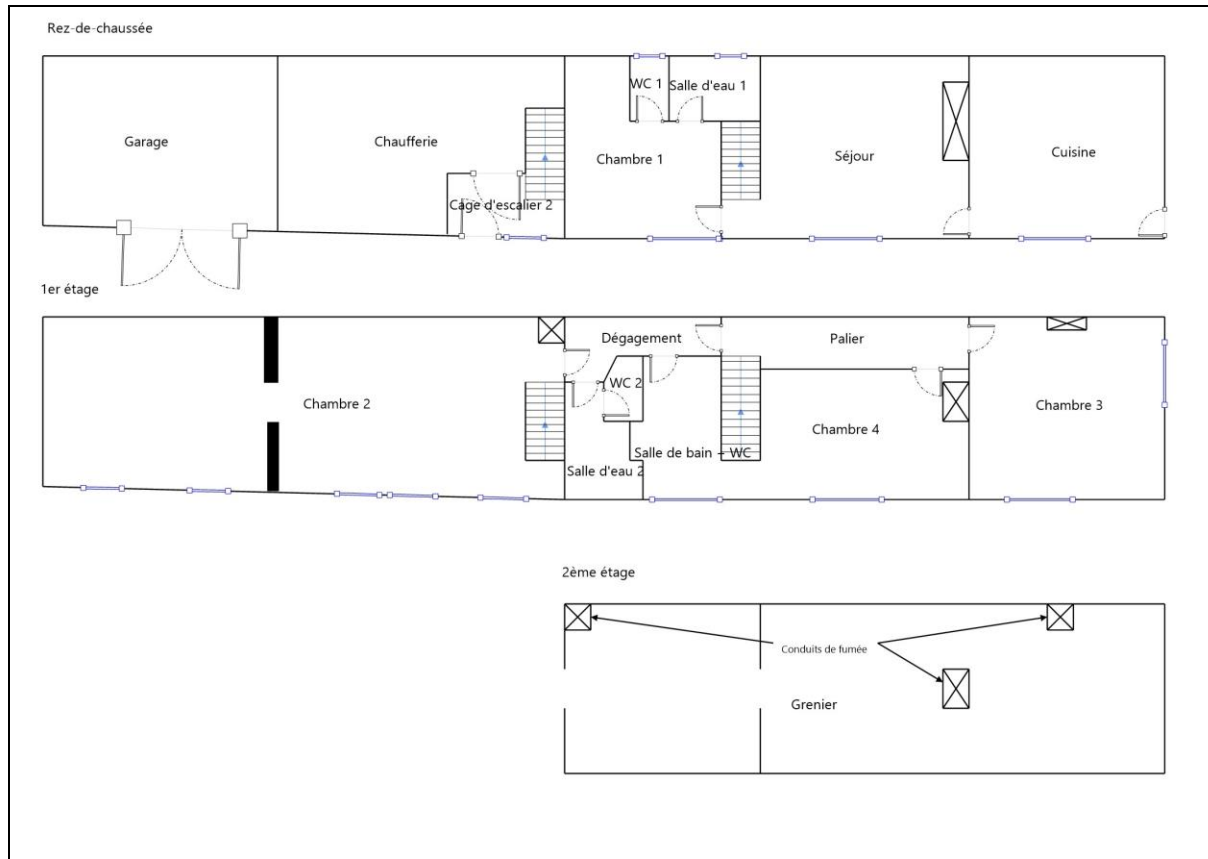 Rez-de-chaussée
WC 1
Salle d'eau 1
Garage
Chaufferie
Chambre 1
Séjour
Cuisine
Cage d'escalier 2
1er étage
Dégagement
Palier
WC 2
Chambre 2
Chambre 3
Chambre 4
Salle de bain + WC
Salle d'eau 2
2ème étage
Conduits de fumée
Grenier